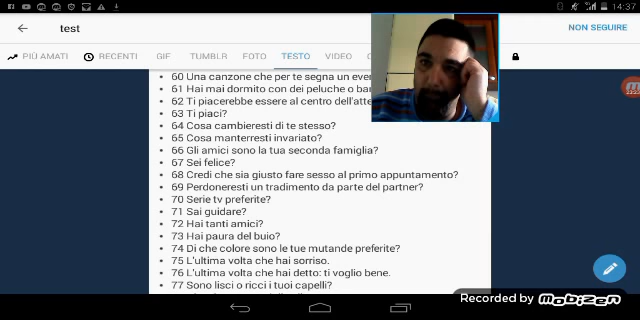 14:37
test
NON SEGUIRE
PIÙ AMATI
RECENTI
GIF
TUMBLR
FOTO
TESTO
VIDEO
60 Una canzone che per te segna un
61 Hai mai dormito con dei peluche o
62 Ti piacerebbe essere al centro
63 Ti piaci?
64 Cosa cambieresti di te stesso?
65 Cosa manterresti invariato?
66 Gli amici sono la tua seconda famiglia?
67 Sei felice?
68 Credi che sia giusto fare sesso al primo appuntamento?
69 Perdoneresti un tradimento da parte del partner?
70 Serie tv preferite?
71 Sai guidare?
72 Hai tanti amici?
73 Hai paura del buio?
74 Di che colore sono le tue mutande preferite?
75 L'ultima volta che hai sorriso.
76 L'ultima volta che hai detto: ti voglio bene.
77 Sono lisci o ricci i tuoi capelli?
Recorded by Mobizen